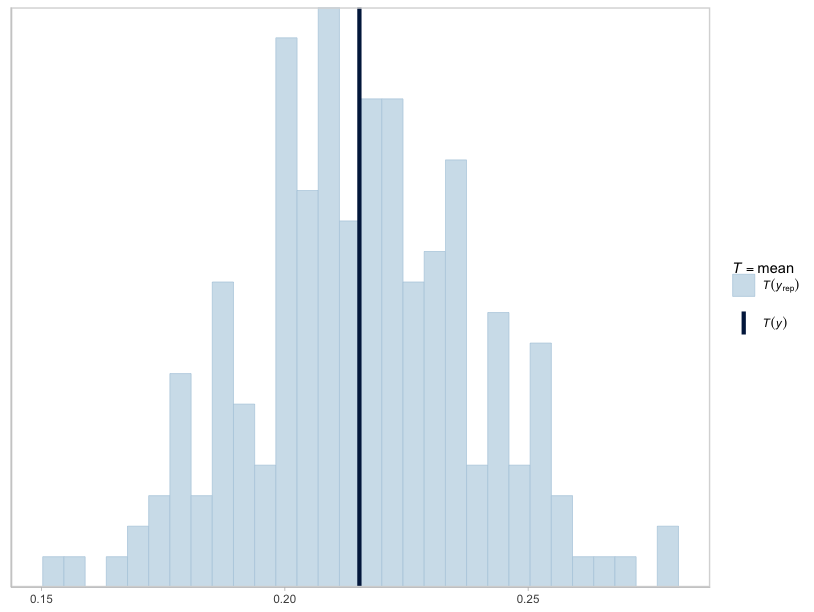 T = mean
T(yrep)
T(y)
0.15 0.20 0.25